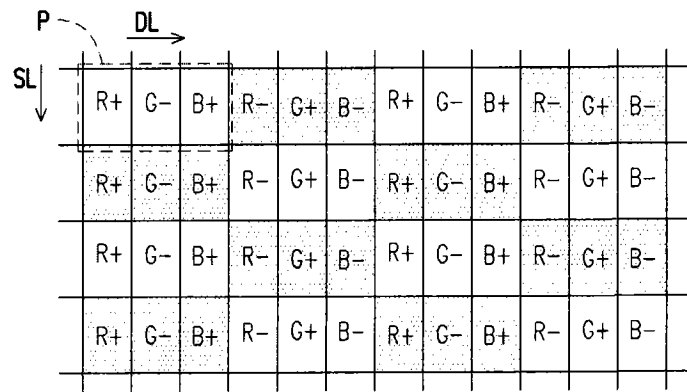 P
DL
SL
R+ G- B+ R- G+ B- R+ G- B+ R- G+ B-
R+ G- B+ R- G+ B- R+ G- B+ R- G+ B-
R+ G- B+ R- G+ B- R+ G- B+ R- G+ B-
R+ G- B+ R- G+ B- R+ G- B+ R- G+ B-